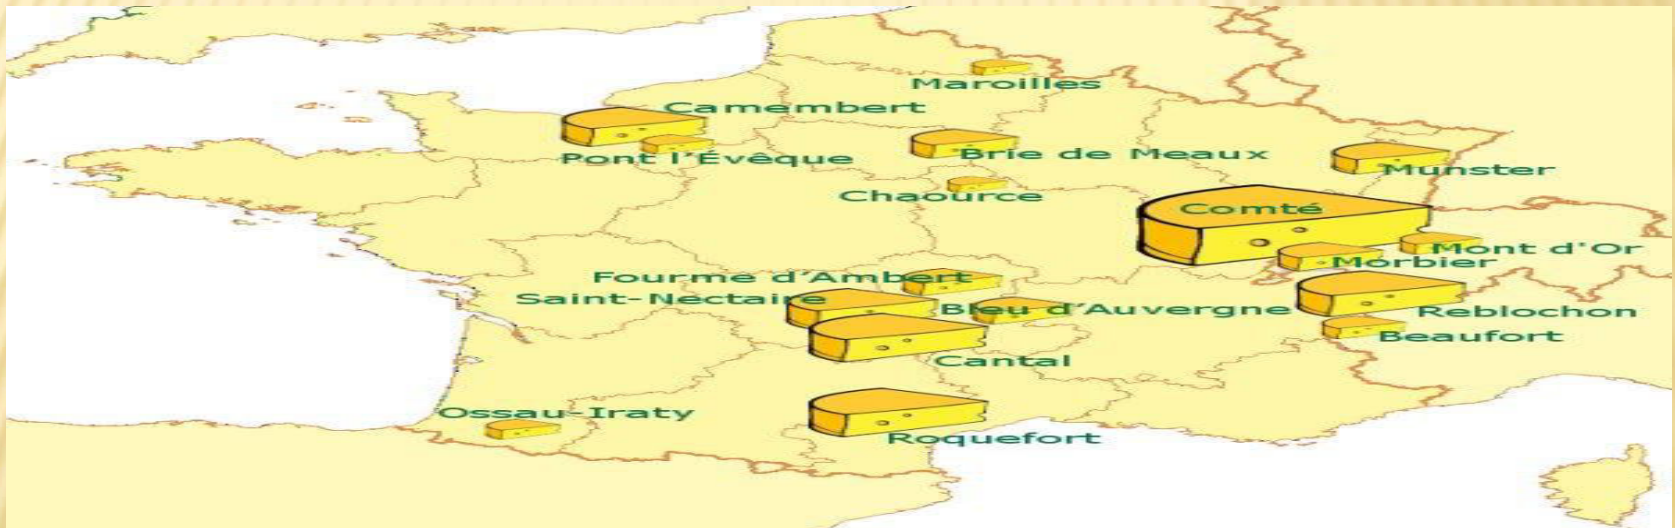 Maroilles
Camembert
Pont l'Évêque
Brie de Meaux
Munster
Chaource
Comté
Mont d'Or
Morbier
Fourme d'Ambert
Saint-Nectaire
Bleu d'Auvergne
Reblochon
Beaufort
Cantal
Ossau-Iraty
Roquefort